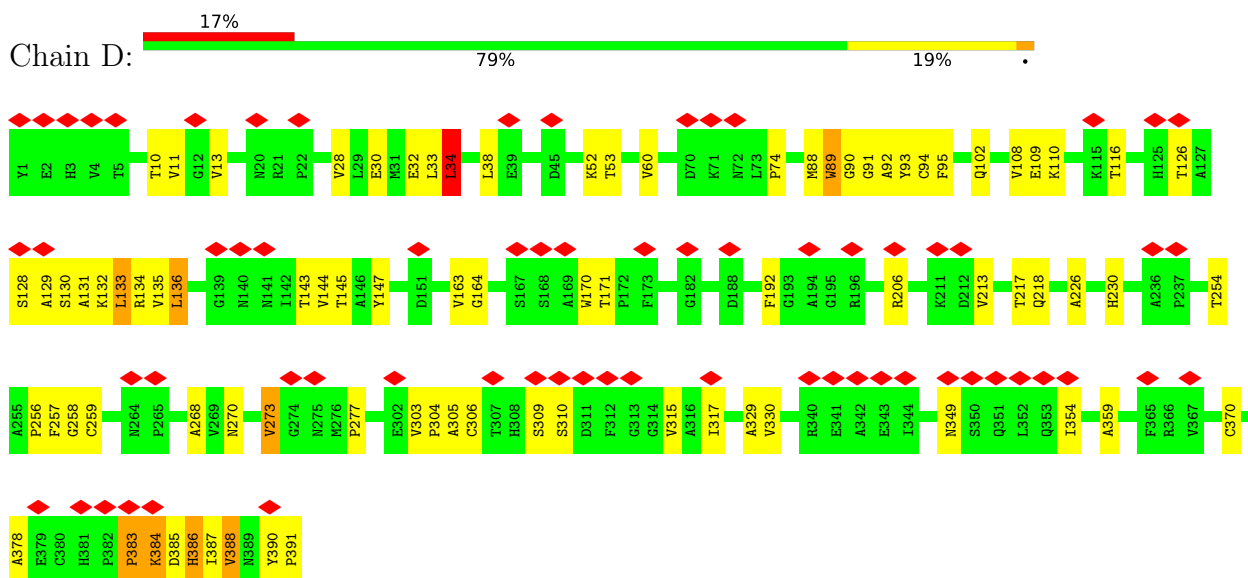 17%
Chain D:
79%
19%
•
Y1 E2 H3 V4 T5 T10 V11 G12 V13 N20 R21 P22 V28 L29 E30 M31 E32 L33 L34 L38 E39 D45 K52 T53 V60 D70 K71 N72 L73 P74 M88 W89 G90 G91 A92 Y93 C94 F95 Q102 V108 E109 K110 K115 T116 H125 T126 A127
S128 A129 S130 A131 K132 L133 R134 V135 L136 G139 N140 N141 I142 T143 V144 T145 A146 Y147 D151 V163 G164 S167 S168 A169 W170 T171 P172 F173 G182 D188 F192 G193 A194 G195 R196 R206 K211 D212 V213 T217 Q218 A226 H230 A236 P237 T254
A255 P256 F257 G258 C259 N264 P265 A268 V269 N270 V273 G274 N275 M276 P277 E302 V303 P304 A305 C306 T307 H308 S309 S310 D311 F312 G313 G314 V315 A316 I317 A329 V330 R340 E341 A342 E343 I344 N349 S350 Q351 L352 Q353 I354 A359 F365 R366 V367 C370
A378 E379 C380 H381 P382 P383 K384 D385 H386 I387 V388 N389 Y390 P391